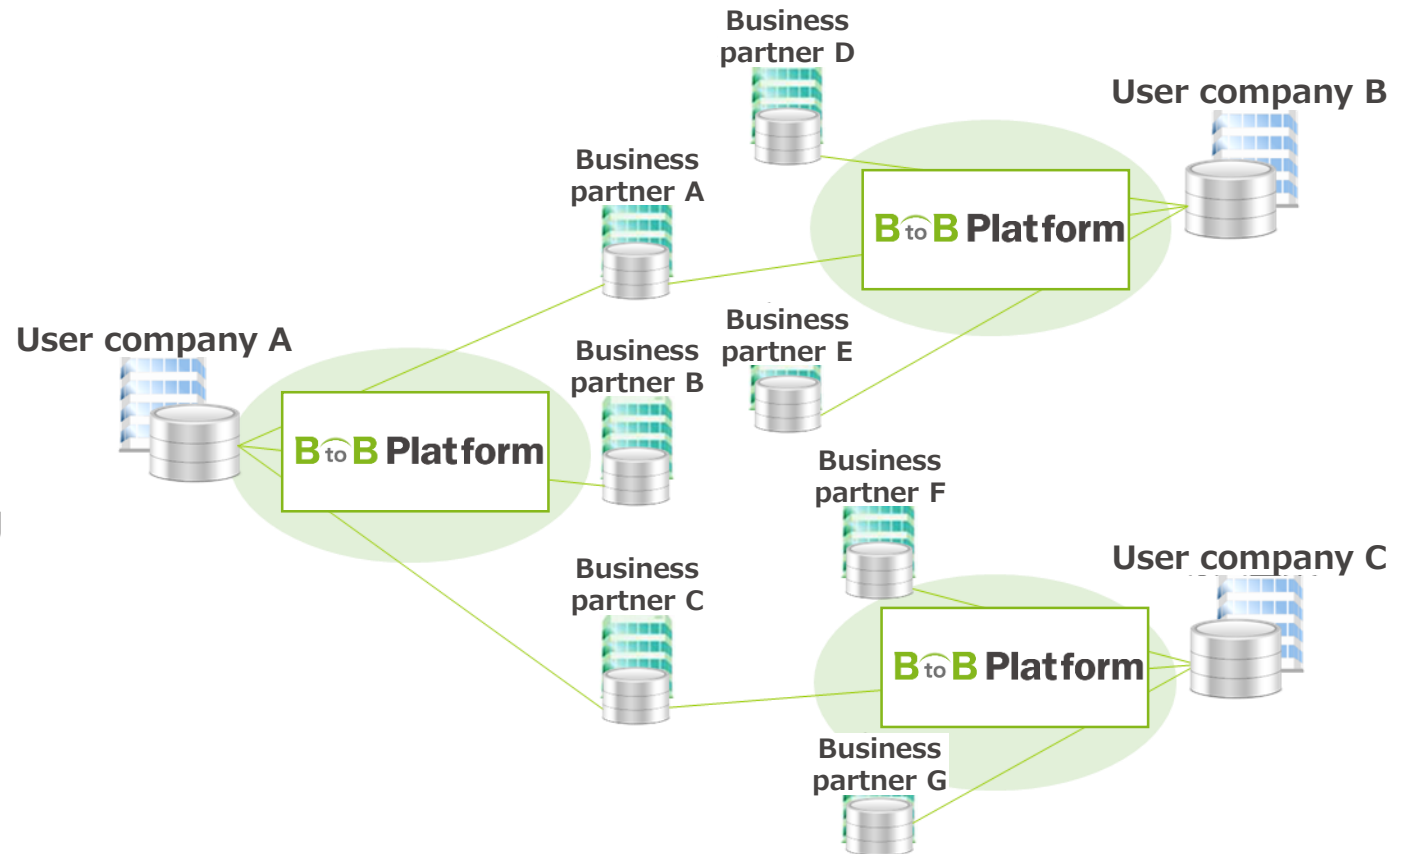 Business
partner D
User company B
Business
partner A
B to B Platform
Business
partner E
User company A
Business
partner B
B to B Platform
Business
partner F
User company C
Business
partner C
B to B Platform
Business
partner G